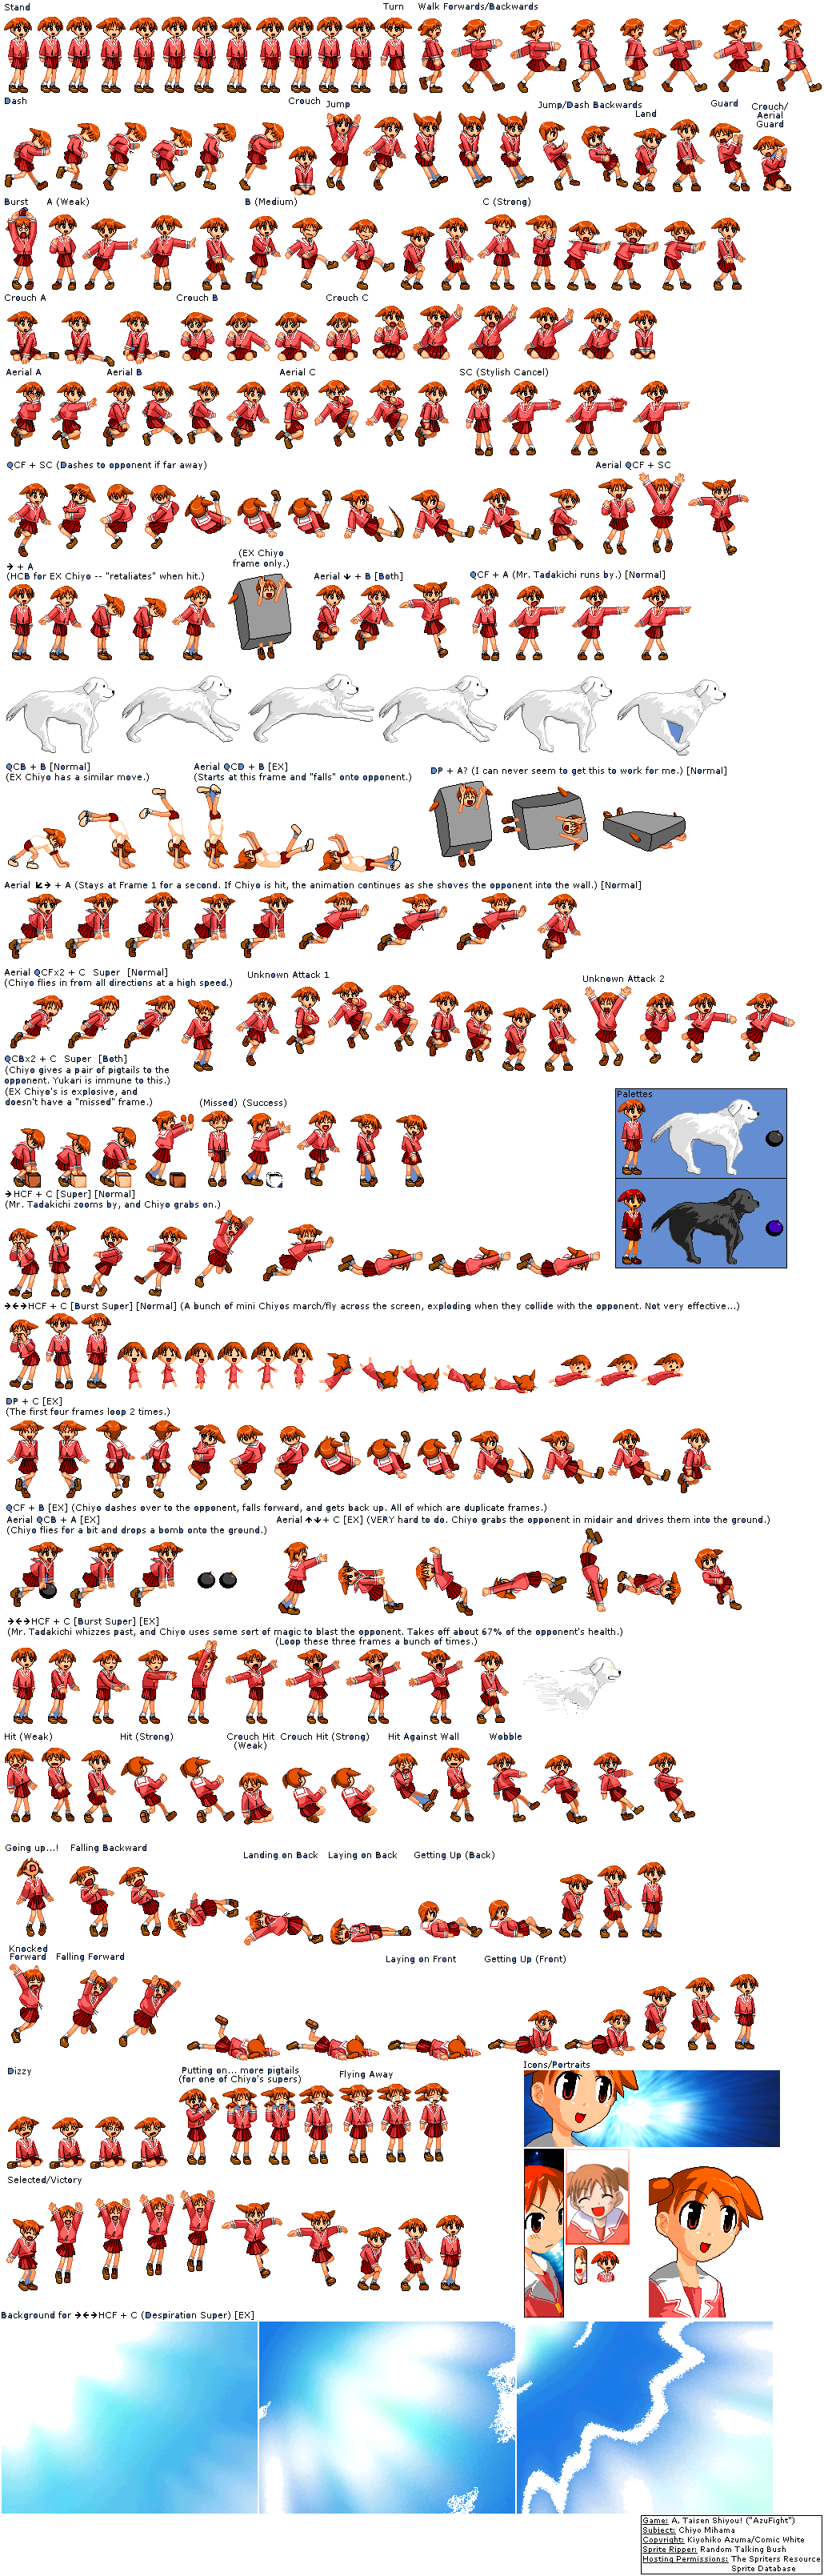 Stand
Turn
Walk Forwards/Backwards
Dash
Crouch
Jump
Jump/Dash Backwards
Land
Guard
Crouch/
Aerial
Guard
Burst
A (Weak)
B (Medium)
C (Strong)
Crouch A
Crouch B
Crouch C
Aerial A
Aerial B
Aerial C
SC (Stylish Cancel)
QCF + SC (Dashes to opponent if far away)
Aerial QCF + SC
→ + A
(HCB for EX Chiyo -- "retaliates" when hit.)
(EX Chiyo
frame only.)
Aerial ↓ + B [Both]
QCF + A (Mr. Tadakichi runs by.) [Normal]
QCB + B [Normal]
(EX Chiyo has a similar move.)
Aerial QCD + B [EX]
(Starts at this frame and "falls" onto opponent.)
DP + A? (I can never seem to get this to work for me.) [Normal]
Aerial ↙→ + A (Stays at Frame 1 for a second. If Chiyo is hit, the animation continues as she shoves the opponent into the wall.) [Normal]
Aerial QCFx2 + C Super [Normal]
(Chiyo flies in from all directions at a high speed.)
Unknown Attack 1
Unknown Attack 2
QCBx2 + C Super [Both]
(Chiyo gives a pair of pigtails to the
opponent. Yukari is immune to this.)
(EX Chiyo's is explosive, and
doesn't have a "missed" frame.)
(Missed)
(Success)
Palettes
→ HCF + C [Super] [Normal]
(Mr. Tadakichi zooms by, and Chiyo grabs on.)
→←→HCF + C [Burst Super] [Normal] (A bunch of mini Chiyos march/fly across the screen, exploding when they collide with the opponent. Not very effective...)
DP + C [EX]
(The first four frames loop 2 times.)
QCF + B [EX] (Chiyo dashes over to the opponent, falls forward, and gets back up. All of which are duplicate frames.)
Aerial QCB + A [EX]
(Chiyo flies for a bit and drops a bomb onto the ground.)
Aerial ↑↓+ C [EX] (VERY hard to do. Chiyo grabs the opponent in midair and drives them into the ground.)
→←→HCF + C [Burst Super] [EX]
(Mr. Tadakichi whizzes past, and Chiyo uses some sort of magic to blast the opponent. Takes off about 67% of the opponent's health.)
(Loop these three frames a bunch of times.)
Hit (Weak)
Hit (Strong)
Crouch Hit
(Weak)
Crouch Hit (Strong)
Hit Against Wall
Wobble
Going up...!
Falling Backward
Landing on Back
Laying on Back
Getting Up (Back)
Knocked
Forward
Falling Forward
Laying on Front
Getting Up (Front)
Dizzy
Putting on... more pigtails
(for one of Chiyo's supers)
Flying Away
Icons/Portraits
Selected/Victory
Background for →←→HCF + C (Despiration Super) [EX]
Game: A, Taisen Shiyou! ("AzuFight")
Subject: Chiyo Mihama
Copyright: Kiyohiko Azuma/Comic White
Sprite Ripper: Random Talking Bush
Hosting Permissions: The Spriters Resource
Sprite Database